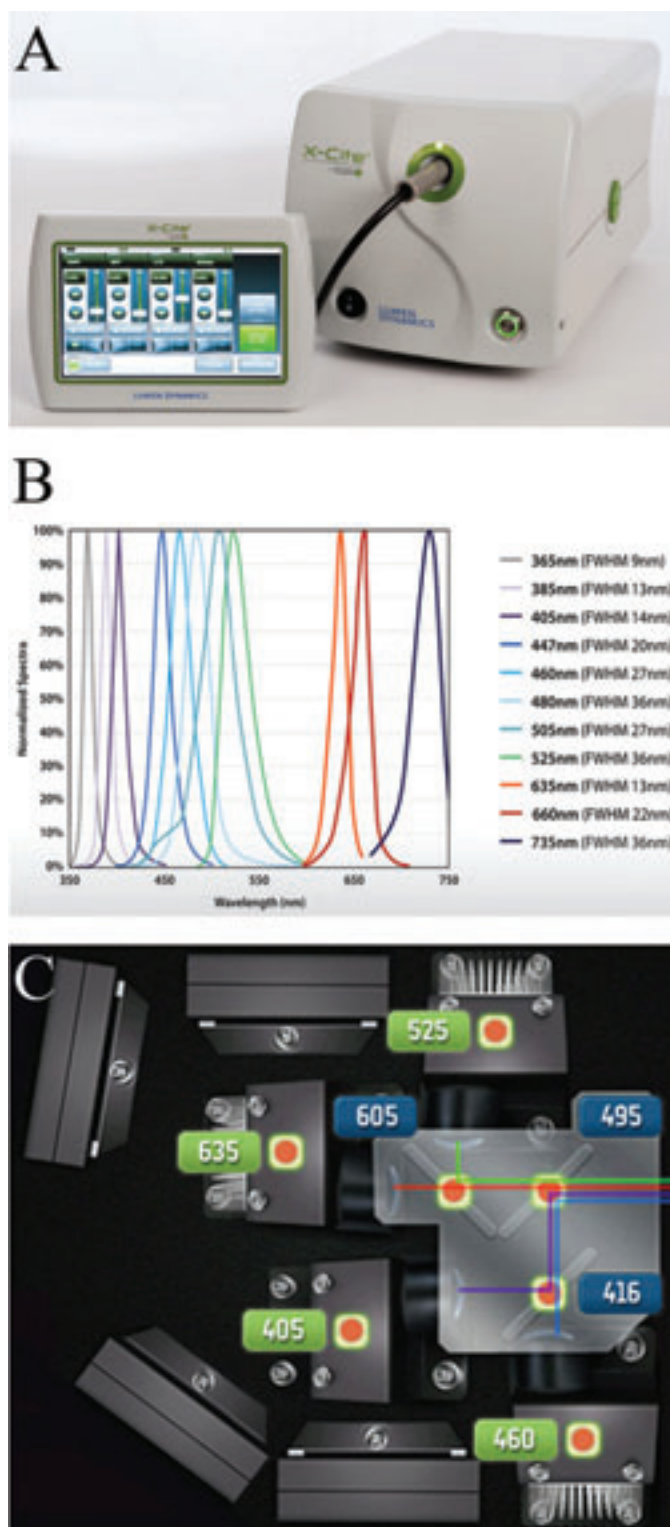 A
X-Cite
X-Cite
LUMEN
DYNAMICS
LUMEN DYNAMICS
B
100%
90%
80%
70%
60%
50%
40%
30%
20%
10%
0%
Normalized Spectra
350
450
550
650
750
Wavelength (nm)
365nm (FWHM 9nm)
385nm (FWHM 13nm)
405nm (FWHM 14nm)
447nm (FWHM 20nm)
460nm (FWHM 27nm)
480nm (FWHM 36nm)
505nm (FWHM 27nm)
525nm (FWHM 36nm)
635nm (FWHM 13nm)
660nm (FWHM 22nm)
735nm (FWHM 36nm)
C
525
605
495
635
416
405
460